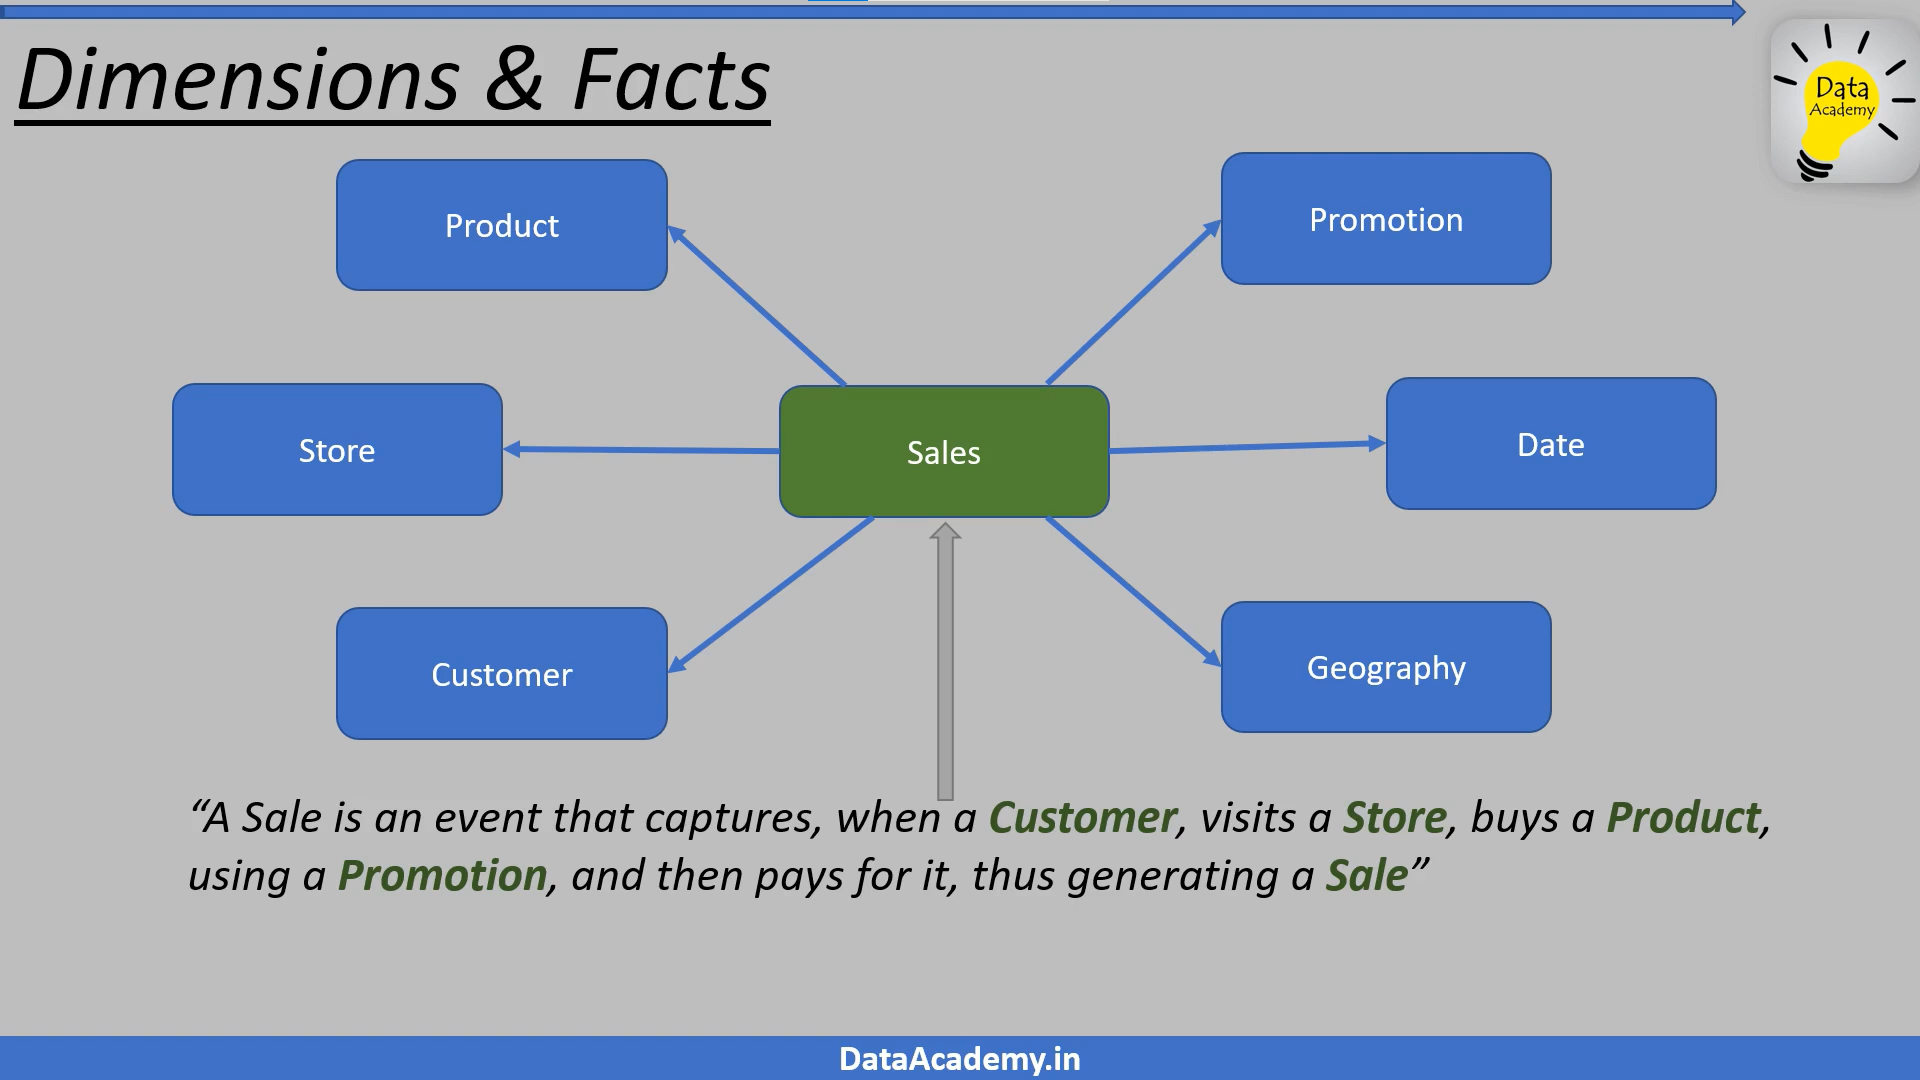 Dimensions & Facts
Data
Academy
Product
Promotion
Store
Sales
Date
Customer
Geography
“A Sale is an event that captures, when a Customer, visits a Store, buys a Product,
using a Promotion, and then pays for it, thus generating a Sale”
DataAcademy.in